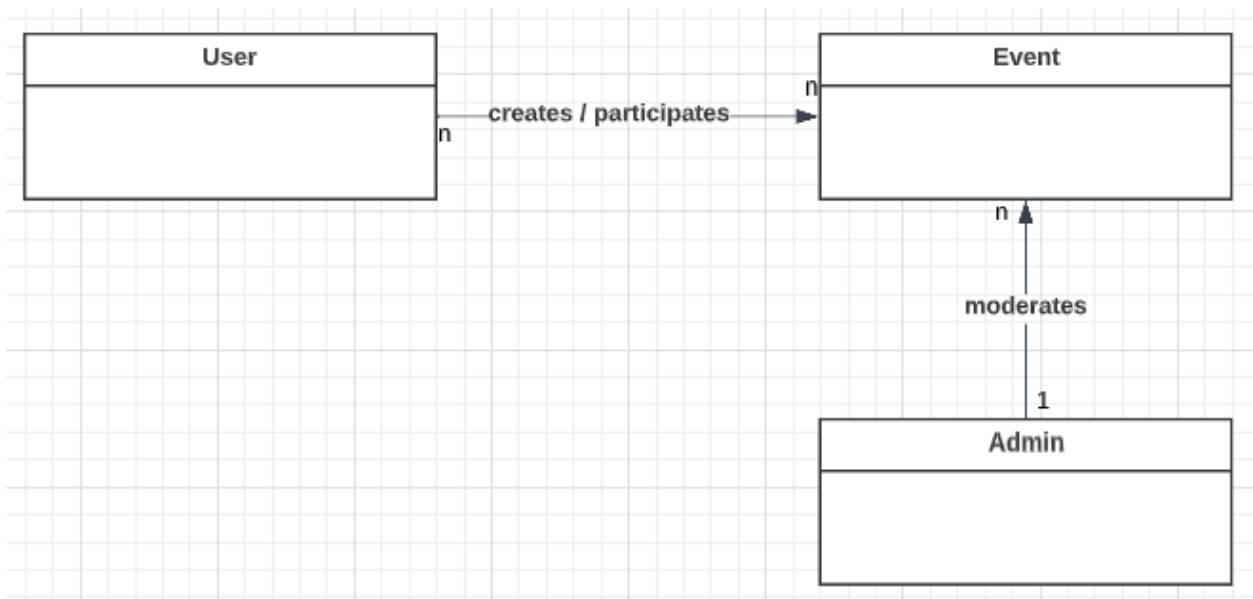 User
Event
n
creates / participates
n
n
moderates
1
Admin